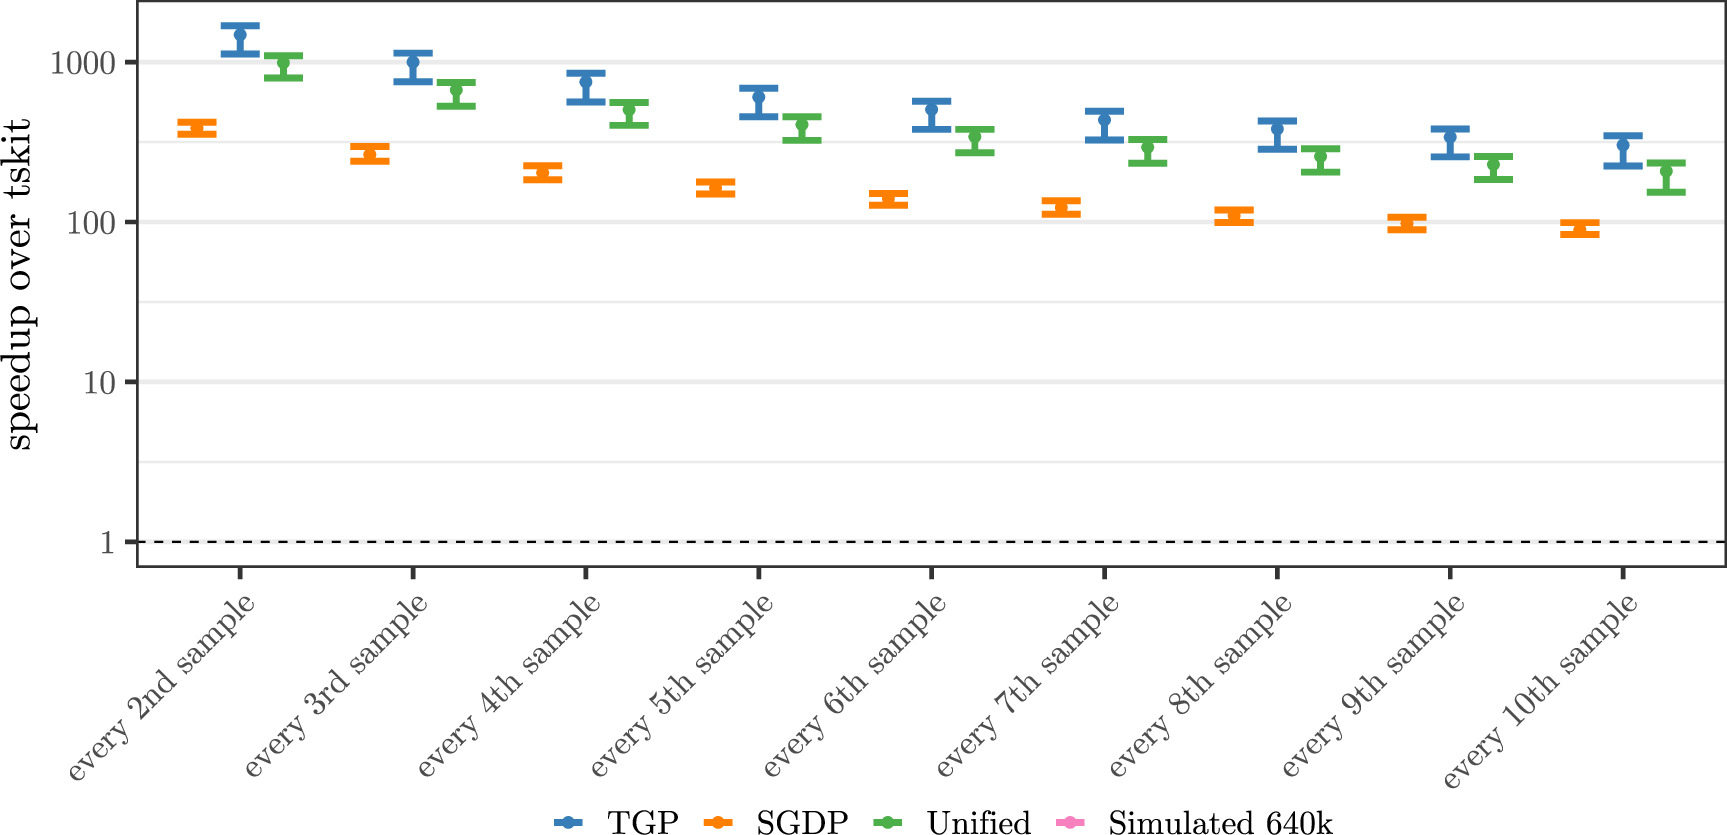 speedup over tskit
1000
100
10
1
every 2nd sample
every 3rd sample
every 4th sample
every 5th sample
every 6th sample
every 7th sample
every 8th sample
every 9th sample
every 10th sample
TGP SGDP Unified Simulated 640k